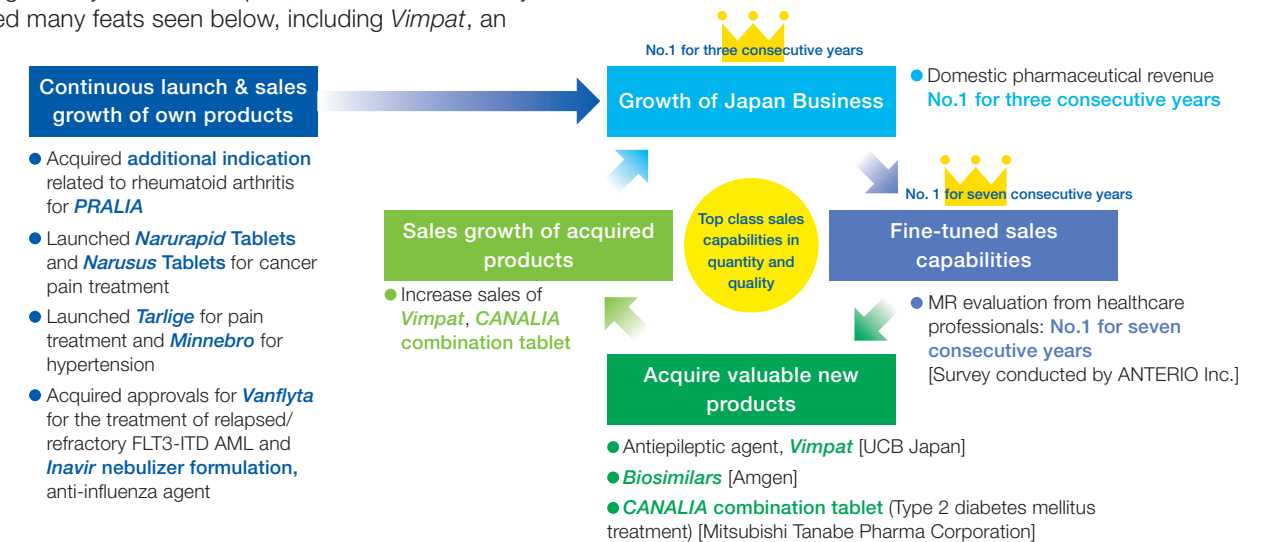 ed many feats seen below, including Vimpat, an
No.1 for three consecutive years
Continuous launch & sales
growth of own products
Growth of Japan Business
● Domestic pharmaceutical revenue
No.1 for three consecutive years
● Acquired additional indication
related to rheumatoid arthritis
for PRALIA
● Launched Narurapid Tablets
and Narusus Tablets for cancer
pain treatment
● Launched Tarlige for pain
treatment and Minnebro for
hypertension
● Acquired approvals for Vanflyta
for the treatment of relapsed/
refractory FLT3-ITD AML and
Inavir nebulizer formulation,
anti-influenza agent
No. 1 for seven consecutive years
Sales growth of acquired
products
Top class sales
capabilities in
quantity and
quality
Fine-tuned sales
capabilities
● Increase sales of
Vimpat, CANALIA
combination tablet
● MR evaluation from healthcare
professionals: No.1 for seven
consecutive years
[Survey conducted by ANTERIO Inc.]
Acquire valuable new
products
● Antiepileptic agent, Vimpat [UCB Japan]
● Biosimilars [Amgen]
● CANALIA combination tablet (Type 2 diabetes mellitus
treatment) [Mitsubishi Tanabe Pharma Corporation]